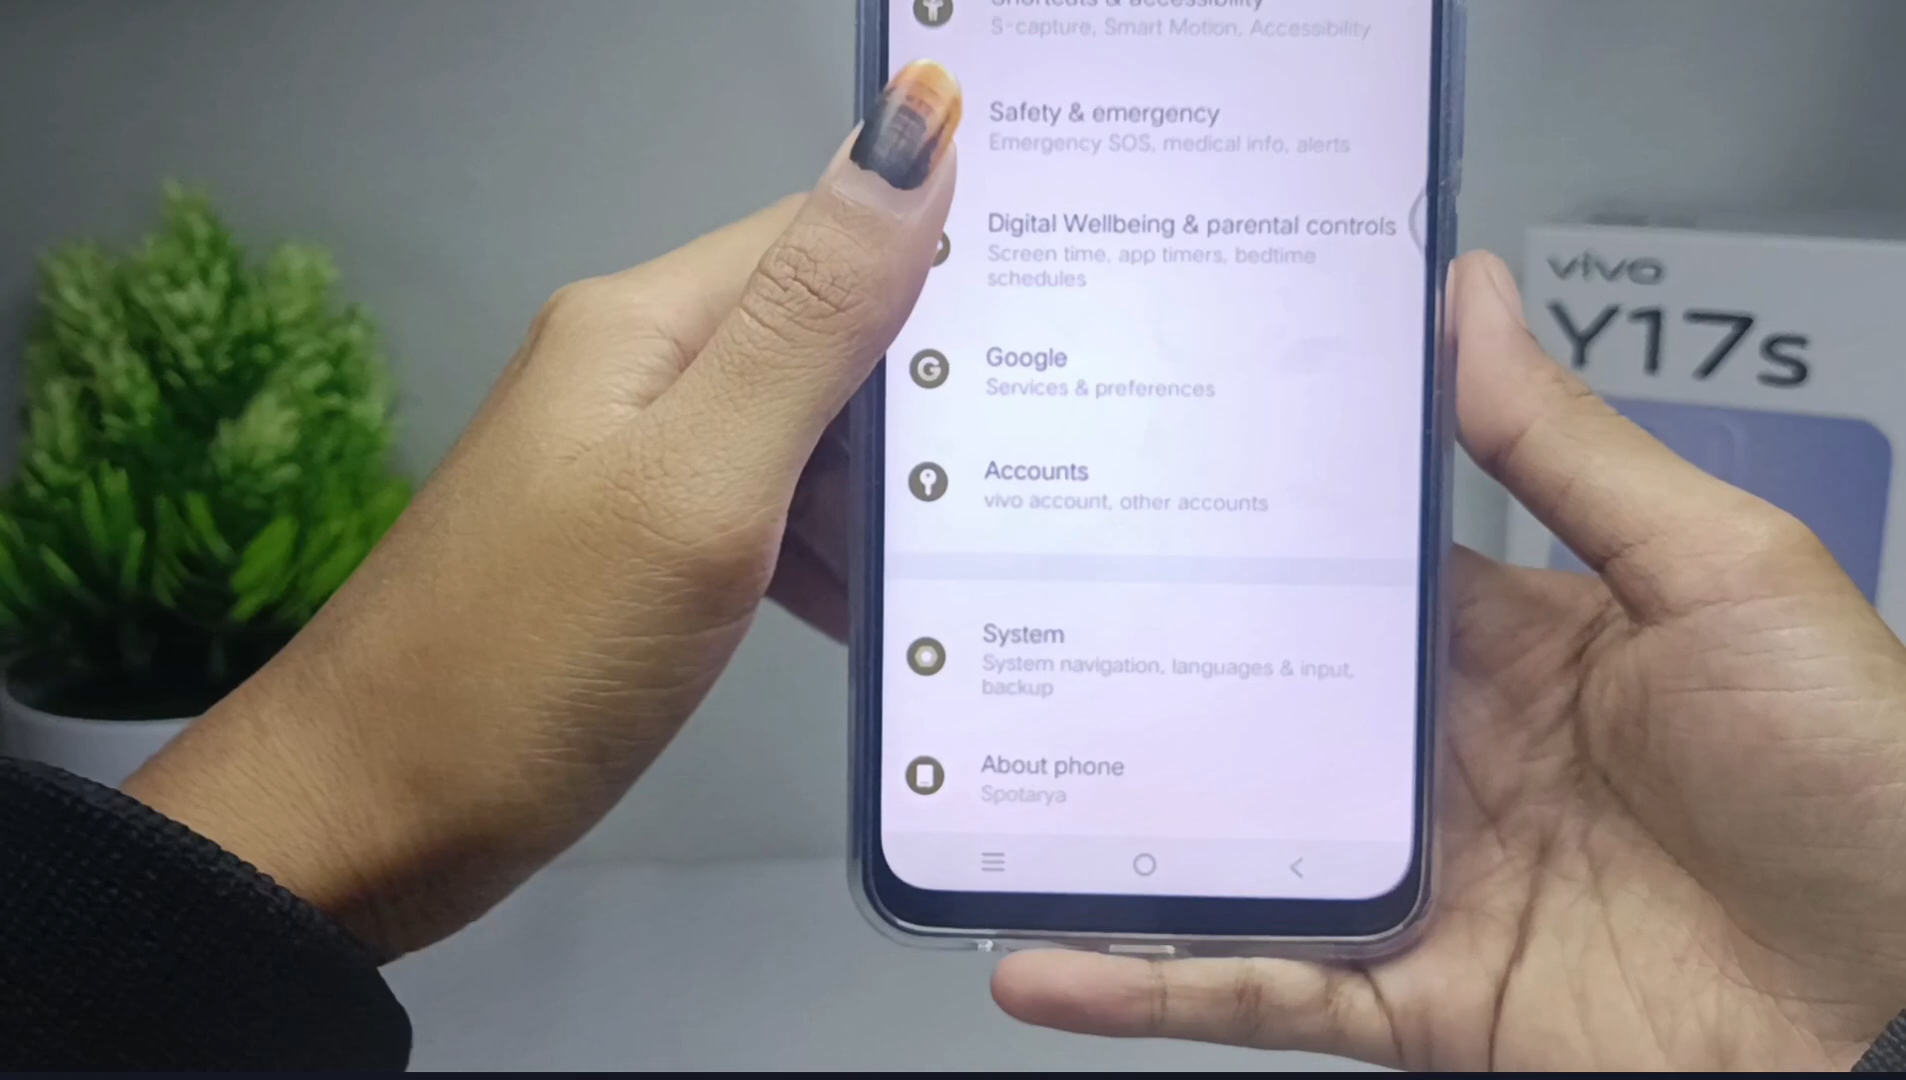 Shortcuts & accessibility
S-capture, Smart Motion, Accessibility
Safety & emergency
Emergency SOS, medical info, alerts
Digital Wellbeing & parental controls
Screen time, app timers, bedtime
schedules
Google
Services & preferences
Accounts
vivo account, other accounts
System
System navigation, languages & input,
backup
About phone
Spotarya
vivo
Y17s